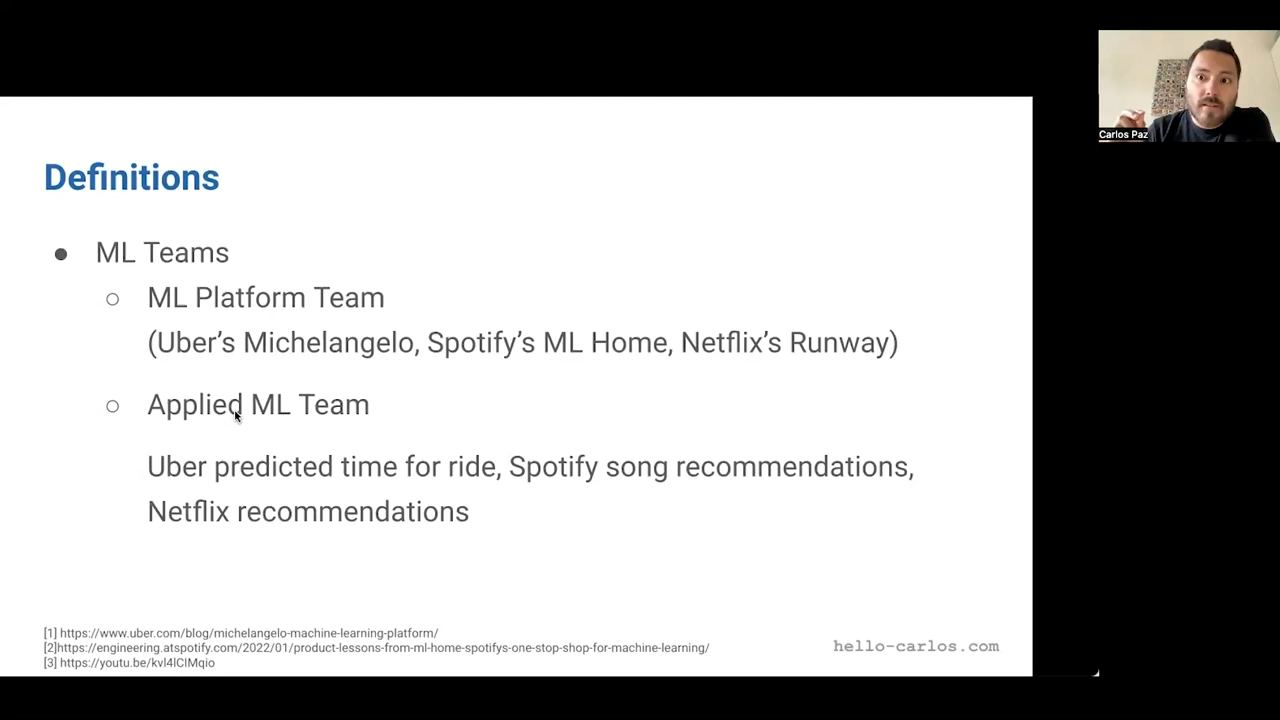 Carlos Paz
Definitions
● ML Teams
○ ML Platform Team
(Uber’s Michelangelo, Spotify’s ML Home, Netflix’s Runway)
○ Applied ML Team
Uber predicted time for ride, Spotify song recommendations,
Netflix recommendations
[1] https://www.uber.com/blog/michelangelo-machine-learning-platform/
[2]https://engineering.atspotify.com/2022/01/product-lessons-from-ml-home-spotifys-one-stop-shop-for-machine-learning/
[3] https://youtu.be/kvl4lCIMqio
hello-carlos.com